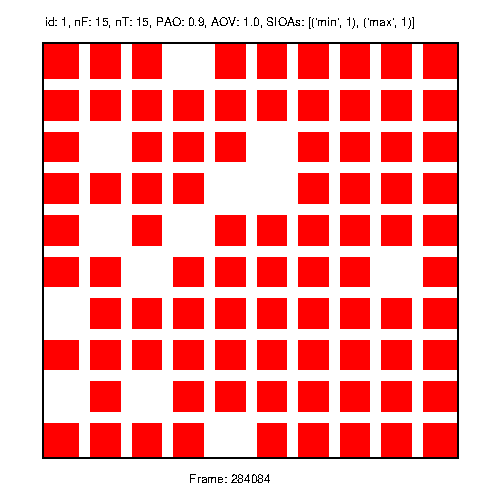 id: 1, nF: 15, nT: 15, PAO: 0.9, AOV: 1.0, SIOAs: [('min', 1), ('max', 1)]
Frame: 284084